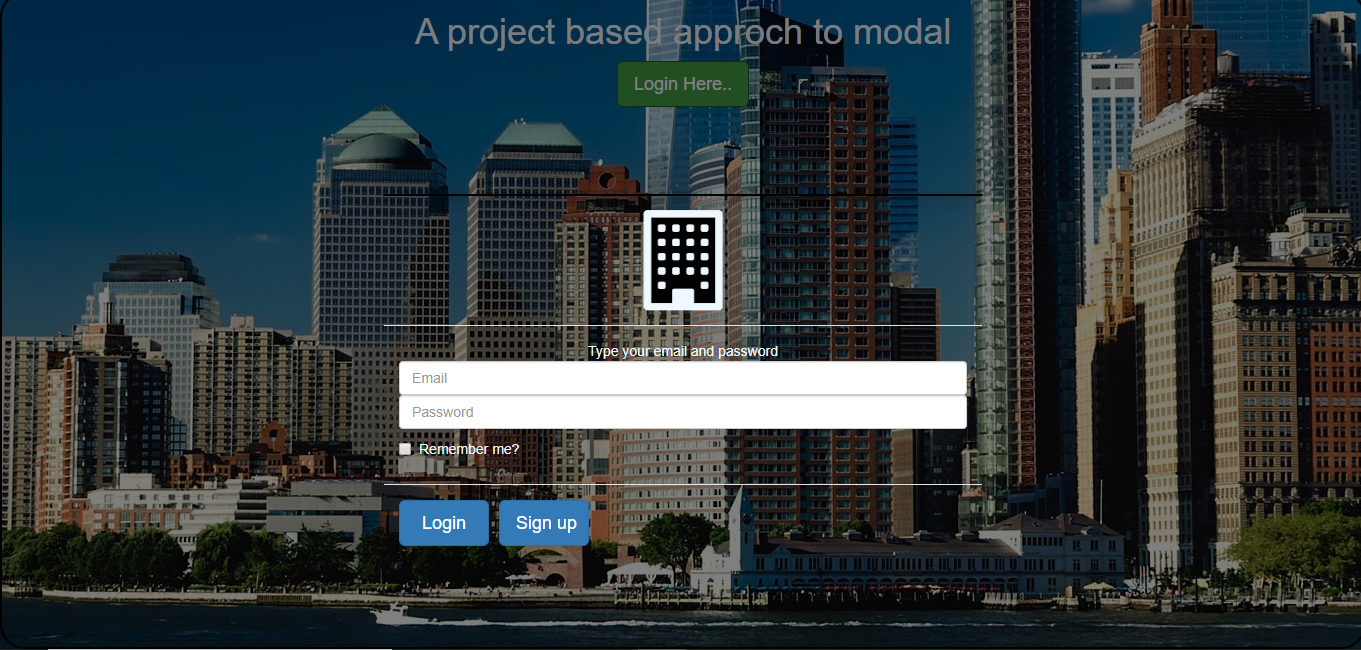 A project based approch to modal
Login Here..
Type your email and password
Email
Password
Remember me?
Login Sign up